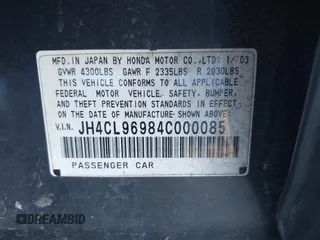 MFD.IN JAPAN BY HONDA MOTOR CO.,LTD: 1/'03
GVWR 4300LBS GAWR F 2335LBS R 2030LBS
THIS VEHICLE CONFORMS TO ALL APPLICABLE
FEDERAL MOTOR VEHICLE SAFETY, BUMPER,
AND THEFT PREVENTION STANDARDS IN EFFECT ON
THE DATE OF MANUFACTURE SHOWN ABOVE.
V.I.N. JH4CL96984C000085
PASSENGER CAR
DREAMBID